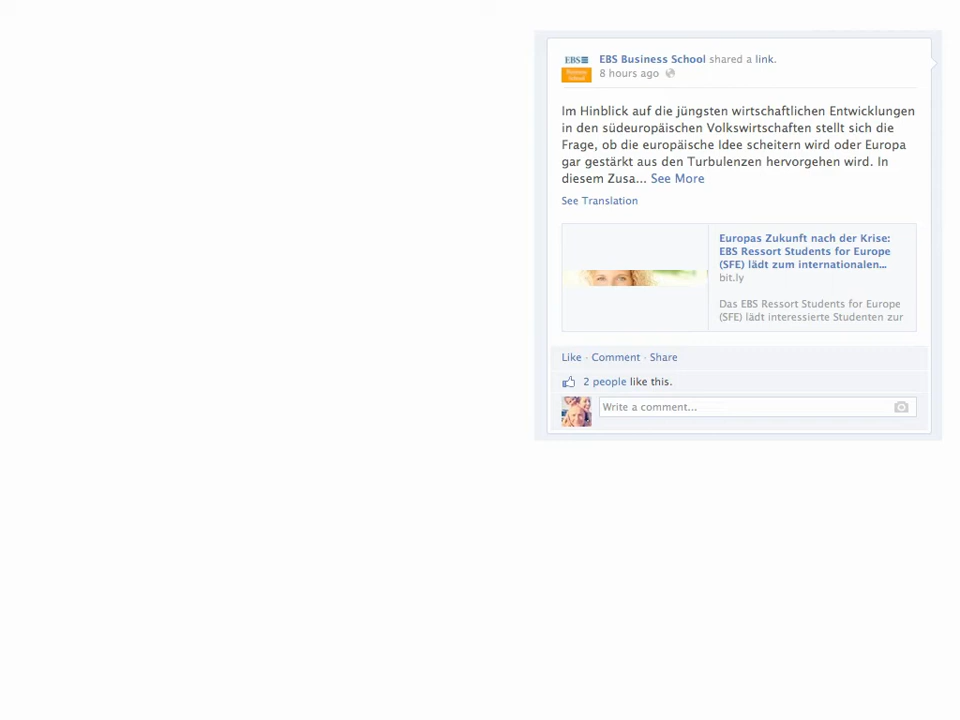 EBS Business School shared a link.
8 hours ago
Im Hinblick auf die jüngsten wirtschaftlichen Entwicklungen
in den südeuropäischen Volkswirtschaften stellt sich die
Frage, ob die europäische Idee scheitern wird oder Europa
gar gestärkt aus den Turbulenzen hervorgehen wird. In
diesem Zusa... See More
See Translation
Europas Zukunft nach der Krise:
EBS Ressort Students for Europe
(SFE) lädt zum internationalen...
bit.ly
Das EBS Ressort Students for Europe
(SFE) lädt interessierte Studenten zur
Like · Comment · Share
2 people like this.
Write a comment...
EBS
Business
School